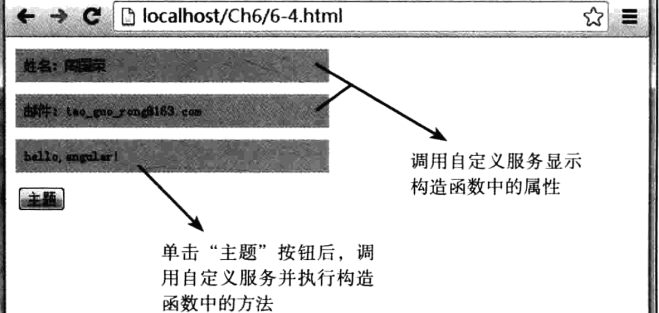 localhost/Ch6/6-4.html
姓名：陶国荣
邮件：tao_guo_rong@163.com
hello,angular!
主题
调用自定义服务显示
构造函数中的属性
单击“主题”按钮后，调
用自定义服务并执行构造
函数中的方法